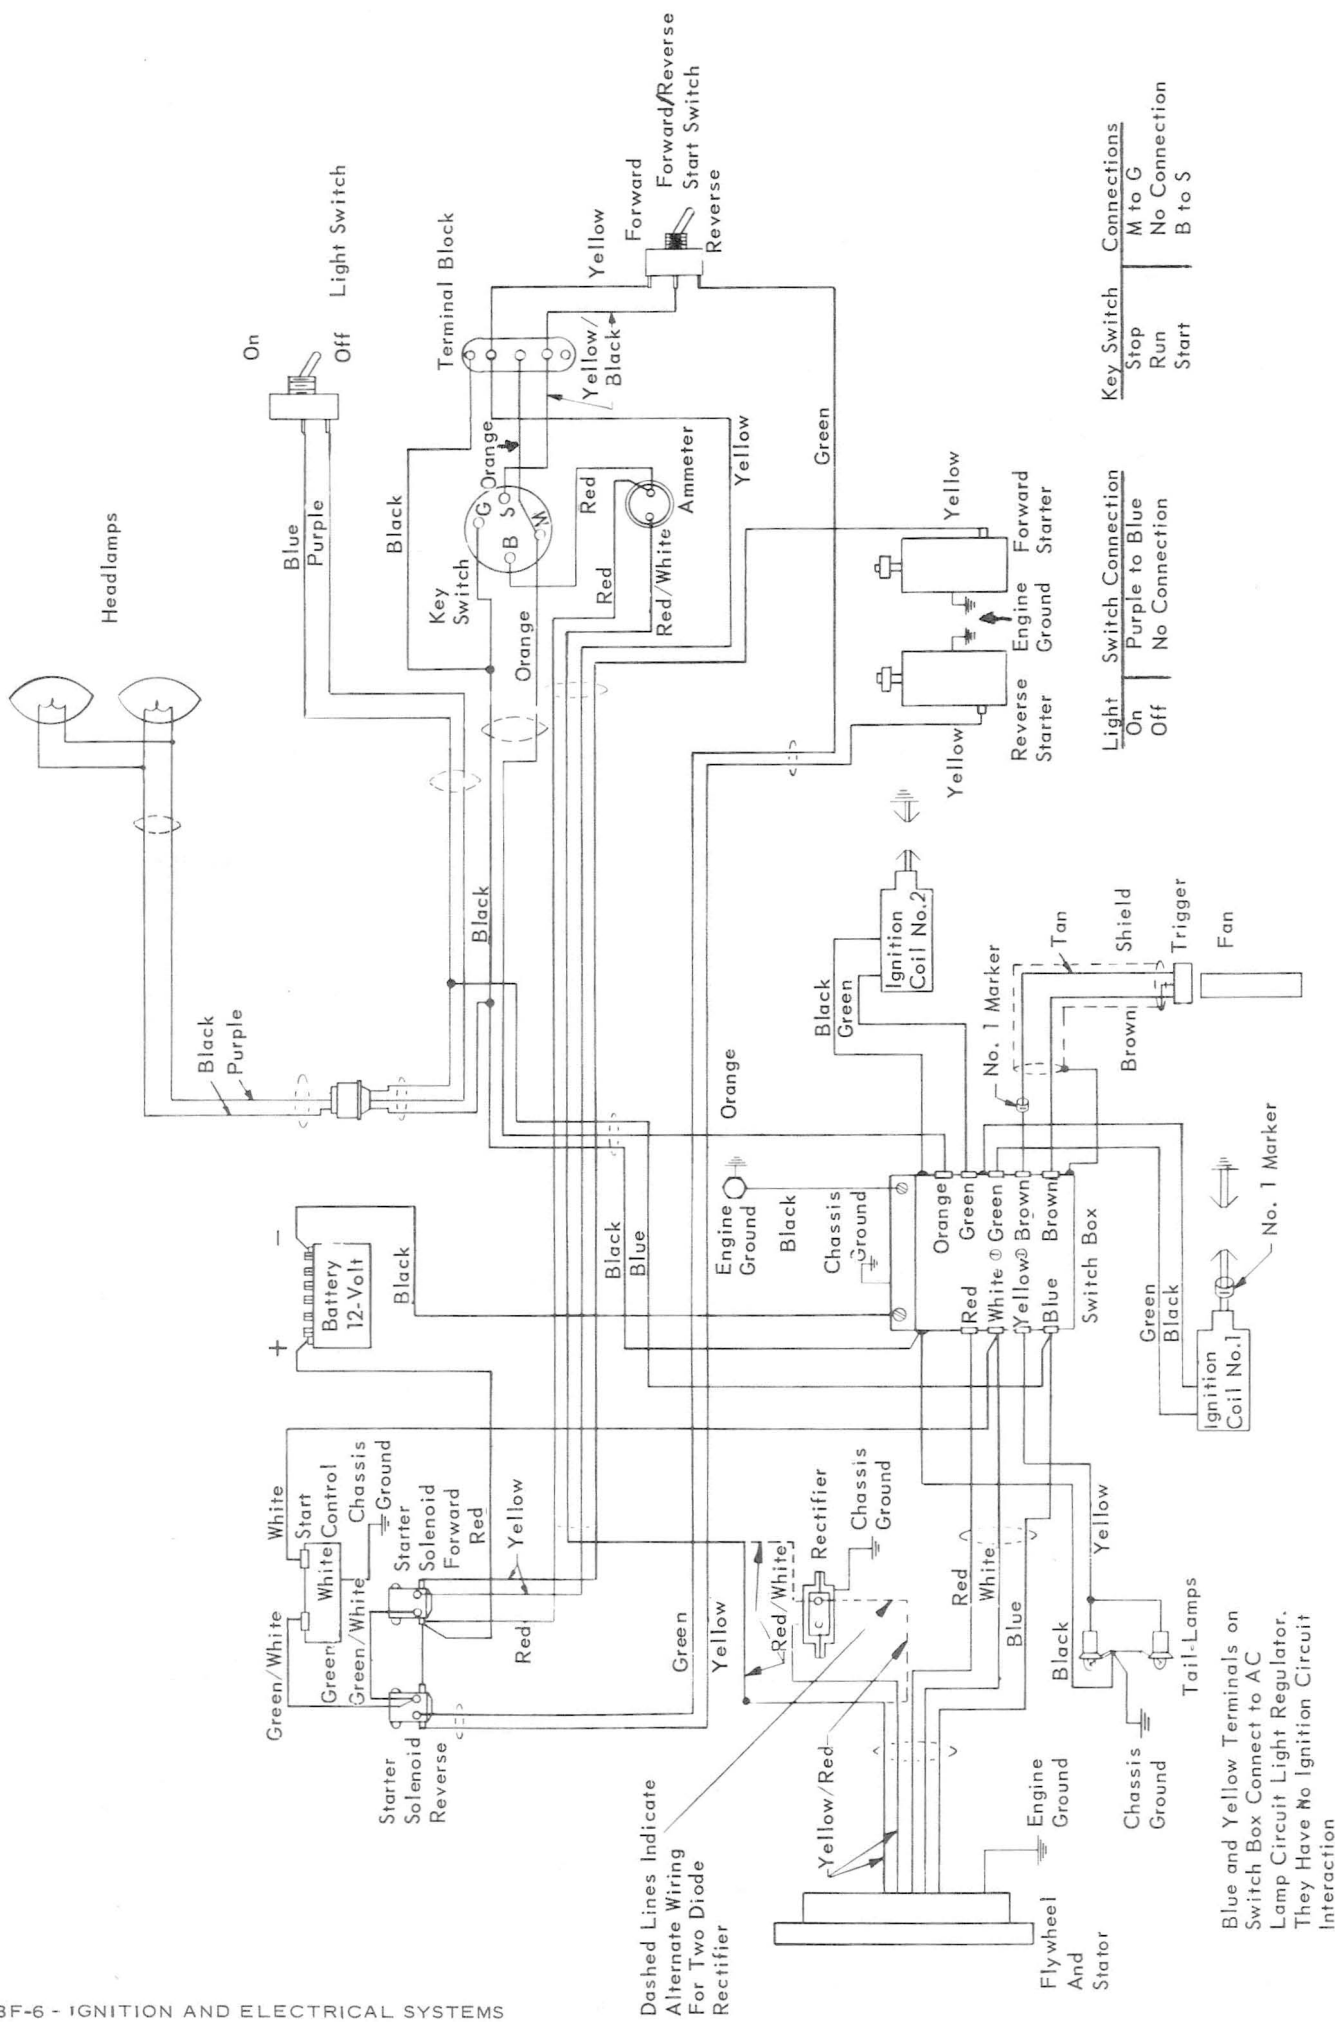 3F-6 - IGNITION AND ELECTRICAL SYSTEMS
Headlamps
On
Off
Light Switch
Blue
Purple
Black
Purple
Terminal Block
Yellow
Forward
Forward/Reverse
Start Switch
Reverse
Yellow/
Black
Orange
Black
Key
Switch
G
S
B
M
Orange
Red
Red
Red/White
Ammeter
Yellow
Green
Black
Yellow
Forward
Starter
Engine
Ground
Reverse
Starter
Yellow
Key Switch
Connections
Stop
M to G
Run
No Connection
Start
B to S
Light
Switch Connection
On
Purple to Blue
Off
No Connection
-
+
Battery
12-Volt
Black
Black
Blue
Orange
Engine
Ground
Black
Chassis
Ground
Black
Green
Ignition
Coil No.2
No. 1 Marker
Tan
Shield
Trigger
Fan
Brown
Orange
Green
Green
Brown
Brown
Red
White ①
Yellow②
Blue
Switch Box
Green
Black
No. 1 Marker
Ignition
Coil No.1
White
Start
Control
White
Chassis
Ground
Green/White
Green
Green/White
Starter
Solenoid
Forward
Red
Yellow
Red
Starter
Solenoid
Reverse
Green
Yellow
Red/White
Rectifier
C
Chassis
Ground
Red
White
Blue
Yellow
Black
Tail-Lamps
Chassis
Ground
Yellow/Red
Engine
Ground
Flywheel
And
Stator
Dashed Lines Indicate
Alternate Wiring
For Two Diode
Rectifier
Blue and Yellow Terminals on
Switch Box Connect to AC
Lamp Circuit Light Regulator.
They Have No Ignition Circuit
Interaction